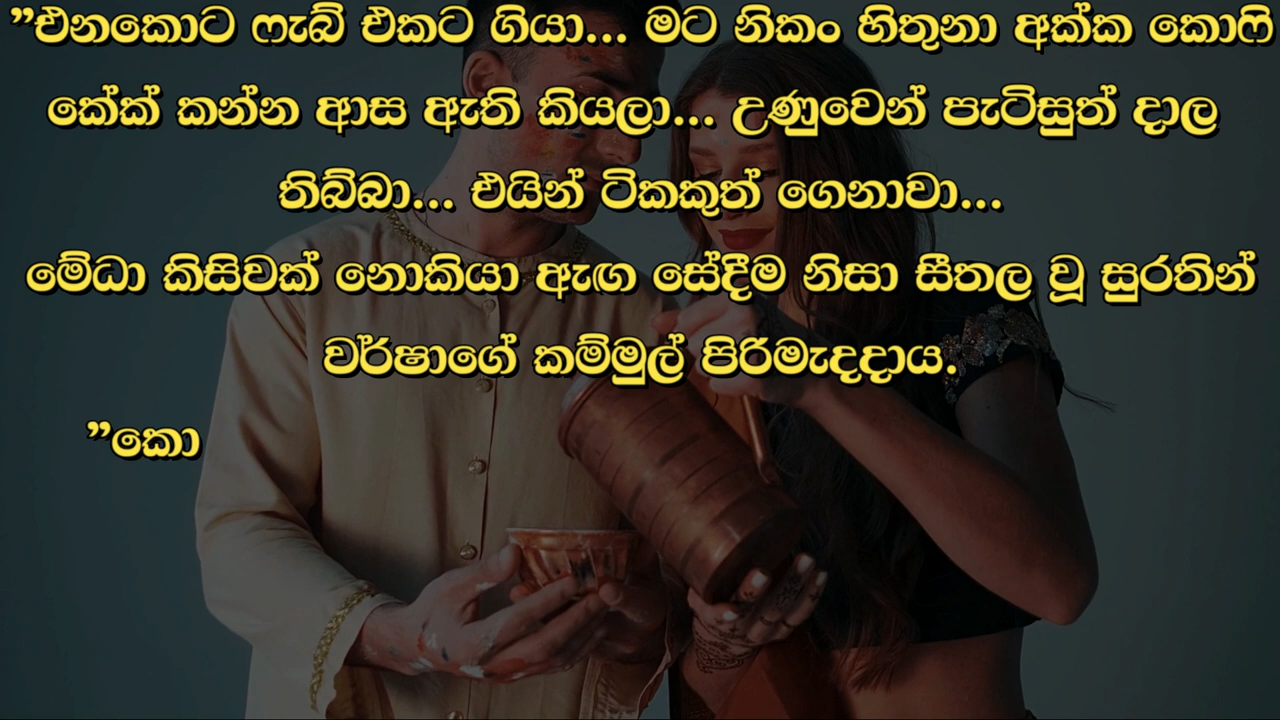 ”එනකොට ෆැබ් එකට ගියා... මට නිකං හිතුනා අක්ක කොෆි
කේක් කන්න ආස ඇති කියලා... උණුවෙන් පැටිසුත් දාල
තිබ්බා... එයින් ටිකකුත් ගෙනාවා...
මේධා කිසිවක් නොකියා ඇඟ සේදීම නිසා සීතල වූ සුරතින්
වර්ෂාගේ කම්මුල් පිරිමැදදාය.
”කො